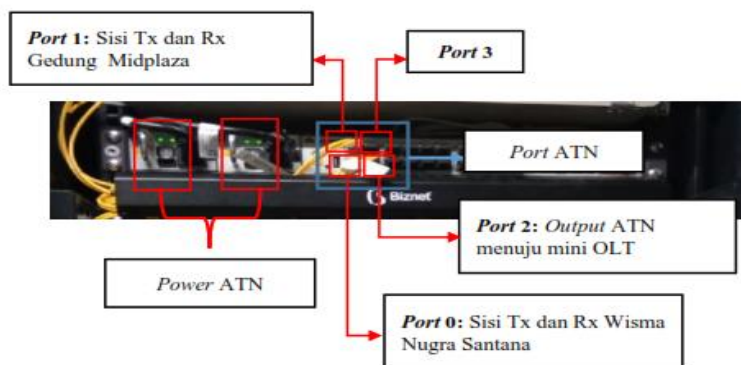 Port 1: Sisi Tx dan Rx
Gedung Midplaza
Port 3
Port ATN
Biznet
Port 2: Output ATN
menuju mini OLT
Power ATN
Port 0: Sisi Tx dan Rx Wisma
Nugra Santana